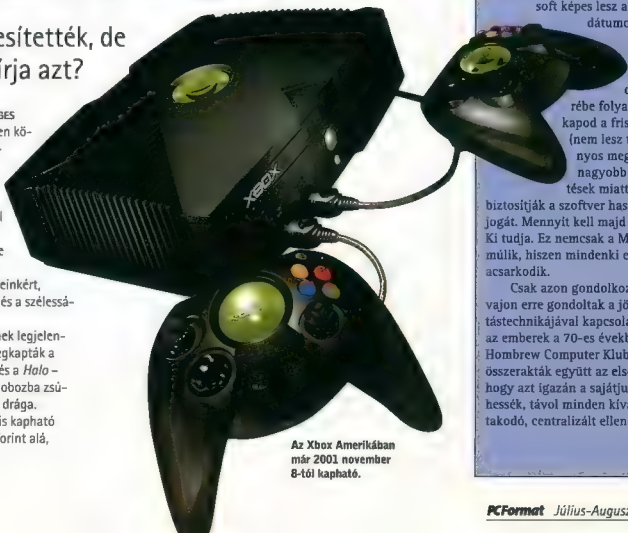 esítették, de
írja azt?
GES
en kö-
l
e
einkért,
és a szélessá-
nek legjelen-
gkapták a
és a Halo –
obozba zsú-
drága.
is kapható
orint alá,
XBOX
Az Xbox Amerikában
már 2001 november
8-tól kapható.
soft képes lesz a
dátumo
rébe folya
kapod a fris
(nem lesz
nyos meg
nagyobb
tések miatt
biztosítják a szoftver has
jogát. Mennyit kell majd
Ki tudja. Ez nemcsak a M
múlik, hiszen mindenki e
acsarkodik.
Csak azon gondolkoz
vajon erre gondoltak a jö
tástechnikájával kapcsola
az emberek a 70-es évekb
Hombrew Computer Klub
összerakták együtt az els
hogy azt igazán a sajátju
hessék, távol minden kíva
takodó, centralizált ellen
PCFormat Július-Augusz